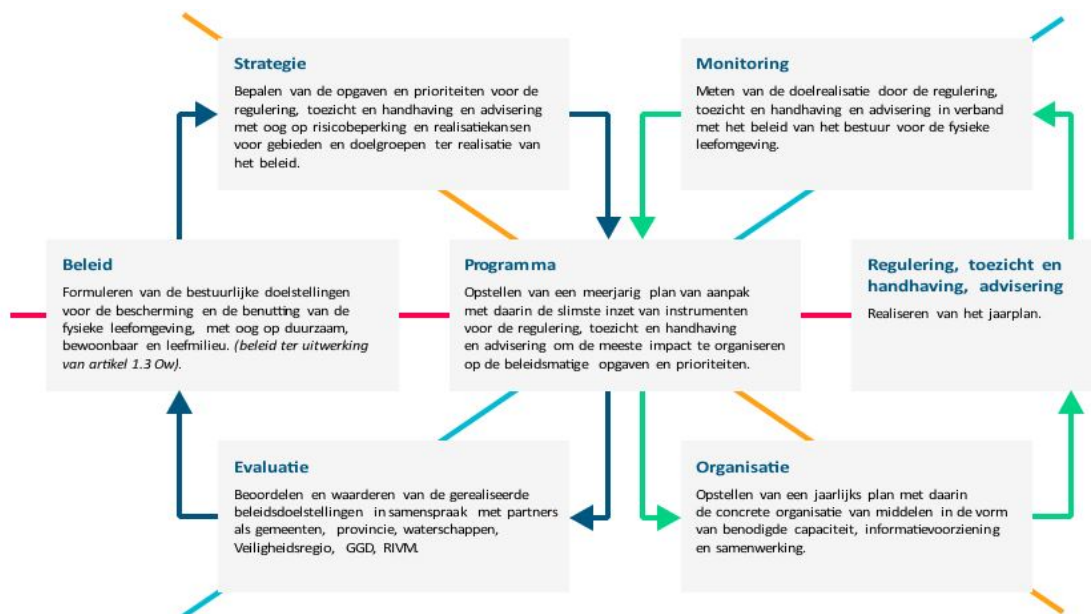 Strategie
Bepalen van de opgaven en prioriteiten voor de
regulering, toezicht en handhaving en advisering
met oog op risicobeperking en realisatiekansen
voor gebieden en doelgroepen ter realisatie van
het beleid.
Monitoring
Meten van de doelrealisatie door de regulering,
toezicht en handhaving en advisering in verband
met het beleid van het bestuur voor de fysieke
leefomgeving.
Beleid
Formuleren van de bestuurlijke doelstellingen
voor de bescherming en de benutting van de
fysieke leefomgeving, met oog op duurzaam,
bewoonbaar en leefmilieu. (beleid ter uitwerking
van artikel 1.3 Ow).
Programma
Opstellen van een meerjarig plan van aanpak
met daarin de slimste inzet van instrumenten
voor de regulering, toezicht en handhaving
en advisering om de meeste impact te organiseren
op de beleidsmatige opgaven en prioriteiten.
Regulering, toezicht en
handhaving, advisering
Realiseren van het jaarplan.
Evaluatie
Beoordelen en waarderen van de gerealiseerde
beleidsdoelstellingen in samenspraak met partners
als gemeenten, provincie, waterschappen,
Veiligheidsregio, GGD, RIVM.
Organisatie
Opstellen van een jaarlijks plan met daarin
de concrete organisatie van middelen in de vorm
van benodigde capaciteit, informatievoorziening
en samenwerking.